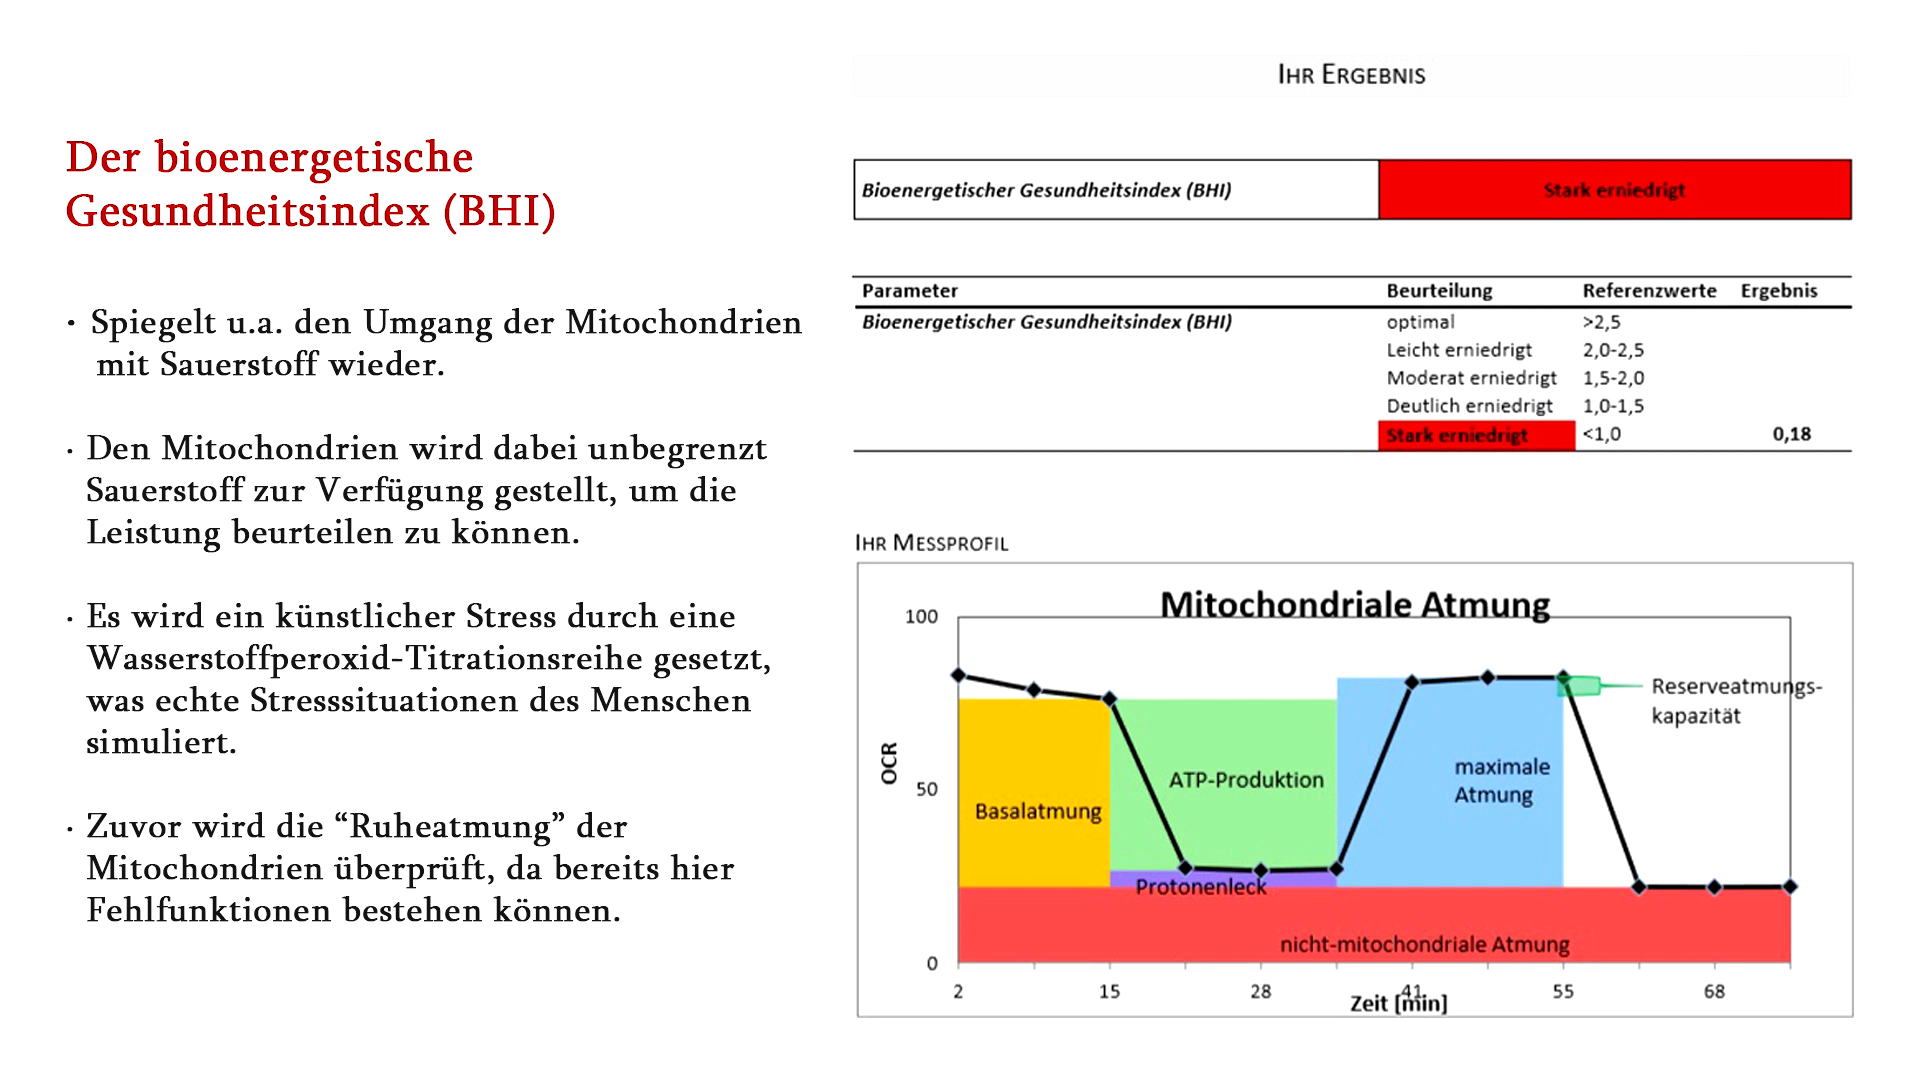 Der bioenergetische
Gesundheitsindex (BHI)
· Spiegelt u.a. den Umgang der Mitochondrien
mit Sauerstoff wieder.
· Den Mitochondrien wird dabei unbegrenzt
Sauerstoff zur Verfügung gestellt, um die
Leistung beurteilen zu können.
· Es wird ein künstlicher Stress durch eine
Wasserstoffperoxid-Titrationsreihe gesetzt,
was echte Stresssituationen des Menschen
simuliert.
· Zuvor wird die “Ruheatmung” der
Mitochondrien überprüft, da bereits hier
Fehlfunktionen bestehen können.
IHR ERGEBNIS
Bioenergetischer Gesundheitsindex (BHI) Stark erniedrigt
Parameter Beurteilung Referenzwerte Ergebnis
Bioenergetischer Gesundheitsindex (BHI) optimal >2,5
Leicht erniedrigt 2,0-2,5
Moderat erniedrigt 1,5-2,0
Deutlich erniedrigt 1,0-1,5
Stark erniedrigt <1,0 0,18
IHR MESSPROFIL
Mitochondriale Atmung
100
50
0
OCR
Reserveatmungs-
kapazität
maximale
Atmung
ATP-Produktion
Basalatmung
Protonenleck
nicht-mitochondriale Atmung
2 15 28 41 55 68
Zeit [min]